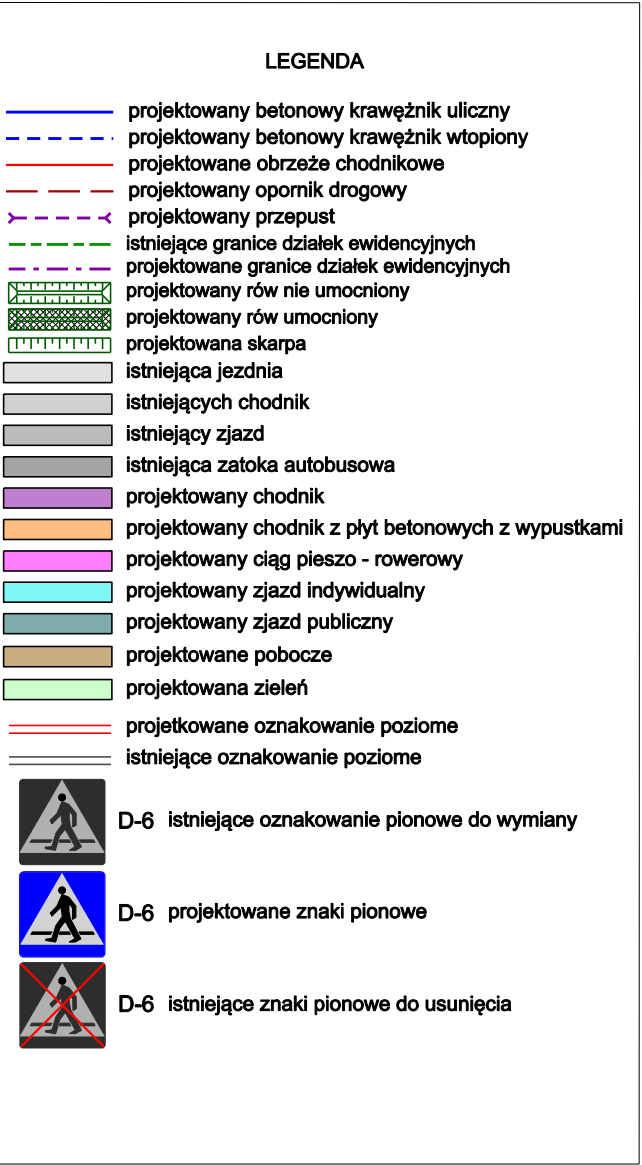 LEGENDA
projektowany betonowy krawężnik uliczny
projektowany betonowy krawężnik wtopiony
projektowane obrzeże chodnikowe
projektowany opornik drogowy
projektowany przepust
istniejące granice działek ewidencyjnych
projektowane granice działek ewidencyjnych
projektowany rów nie umocniony
projektowany rów umocniony
projektowana skarpa
istniejąca jezdnia
istniejących chodnik
istniejący zjazd
istniejąca zatoka autobusowa
projektowany chodnik
projektowany chodnik z płyt betonowych z wypustkami
projektowany ciąg pieszo - rowerowy
projektowany zjazd indywidualny
projektowany zjazd publiczny
projektowane pobocze
projektowana zieleń
projetkowane oznakowanie poziome
istniejące oznakowanie poziome
D-6 istniejące oznakowanie pionowe do wymiany
D-6 projektowane znaki pionowe
D-6 istniejące znaki pionowe do usunięcia